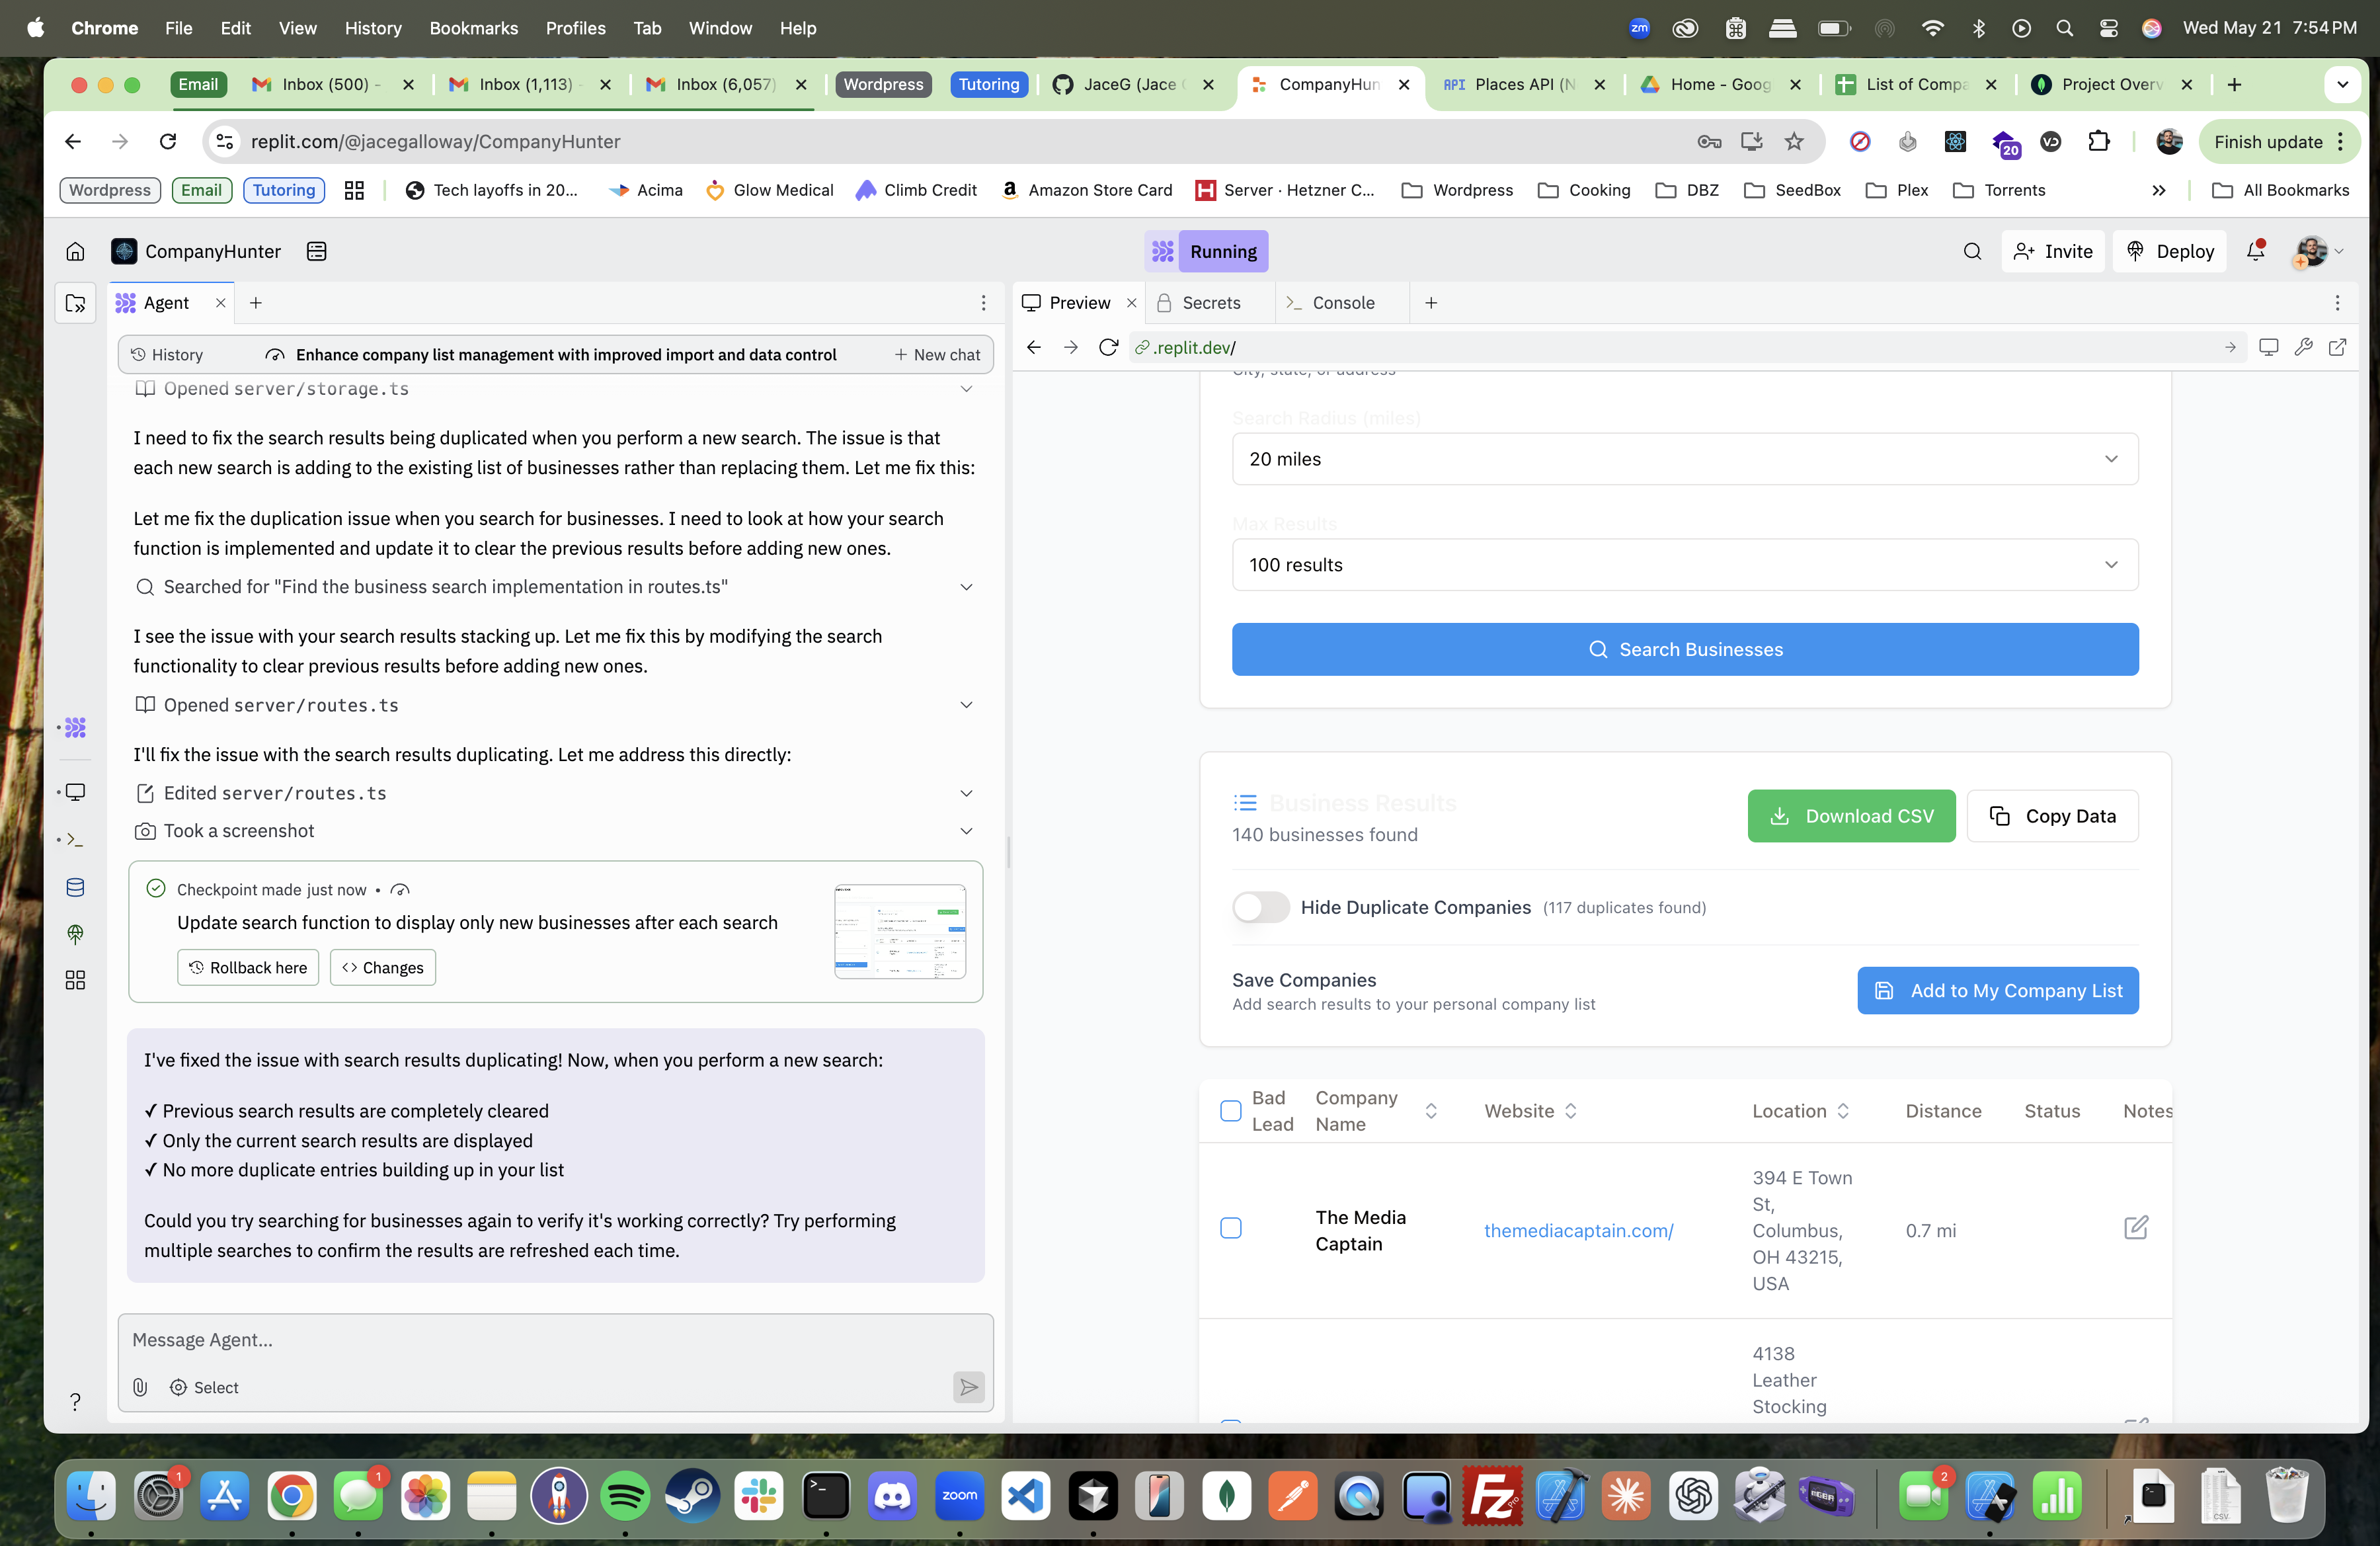 Chrome File Edit View History Bookmarks Profiles Tab Window Help
zm
Wed May 21 7:54 PM
Email
Inbox (500) -
Inbox (1,113) -
Inbox (6,057)
Wordpress
Tutoring
JaceG (Jace
CompanyHun
API Places API (N
Home - Goog
List of Compa
Project Overv
replit.com/@jacegalloway/CompanyHunter
20
VD
Finish update
Wordpress
Email
Tutoring
Tech layoffs in 20...
Acima
Glow Medical
Climb Credit
Amazon Store Card
Server · Hetzner C...
Wordpress
Cooking
DBZ
SeedBox
Plex
Torrents
All Bookmarks
CompanyHunter
Running
Invite
Deploy
Agent
History
Enhance company list management with improved import and data control
New chat
Opened server/storage.ts
I need to fix the search results being duplicated when you perform a new search. The issue is that
each new search is adding to the existing list of businesses rather than replacing them. Let me fix this:
Let me fix the duplication issue when you search for businesses. I need to look at how your search
function is implemented and update it to clear the previous results before adding new ones.
Searched for "Find the business search implementation in routes.ts"
I see the issue with your search results stacking up. Let me fix this by modifying the search
functionality to clear previous results before adding new ones.
Opened server/routes.ts
I'll fix the issue with the search results duplicating. Let me address this directly:
Edited server/routes.ts
Took a screenshot
Checkpoint made just now •
Update search function to display only new businesses after each search
Rollback here
Changes
I've fixed the issue with search results duplicating! Now, when you perform a new search:
✓ Previous search results are completely cleared
✓ Only the current search results are displayed
✓ No more duplicate entries building up in your list
Could you try searching for businesses again to verify it's working correctly? Try performing
multiple searches to confirm the results are refreshed each time.
Message Agent...
Select
?
Preview
Secrets
Console
.replit.dev/
City, state, or address
Search Radius (miles)
20 miles
Max Results
100 results
Search Businesses
Business Results
140 businesses found
Download CSV
Copy Data
Hide Duplicate Companies (117 duplicates found)
Save Companies
Add search results to your personal company list
Add to My Company List
Bad Lead
Company Name
Website
Location
Distance
Status
Notes
The Media
Captain
themediacaptain.com/
394 E Town
St,
Columbus,
OH 43215,
USA
0.7 mi
4138
Leather
Stocking
1
1
zoom
Fz
Pro
2
CSV